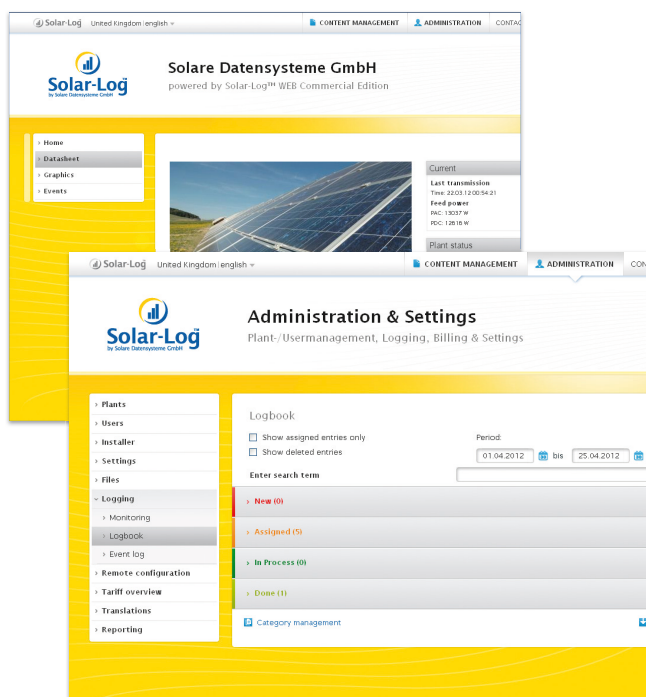 Solar-Log United Kingdom | english CONTENT MANAGEMENT ADMINISTRATION CONTAC
Solar-Log™
by Solare Datensysteme GmbH
Solare Datensysteme GmbH
powered by Solar-Log™ WEB Commercial Edition
› Home
› Datasheet
› Graphics
› Events
Current
Last transmission
Time: 22.03.12 00:54:21
Feed power
PAC: 13037 W
PDC: 12618 W
Plant status
Solar-Log United Kingdom | english CONTENT MANAGEMENT ADMINISTRATION CON
Solar-Log™
by Solare Datensysteme GmbH
Administration & Settings
Plant-/Usermanagement, Logging, Billing & Settings
› Plants
› Users
› Installer
› Settings
› Files
Logging
› Monitoring
› Logbook
› Event log
› Remote configuration
› Tariff overview
› Translations
› Reporting
Logbook
Show assigned entries only
Show deleted entries
Period:
01.04.2012 bis 25.04.2012
Enter search term
› New (0)
› Assigned (5)
› In Process (0)
› Done (1)
Category management